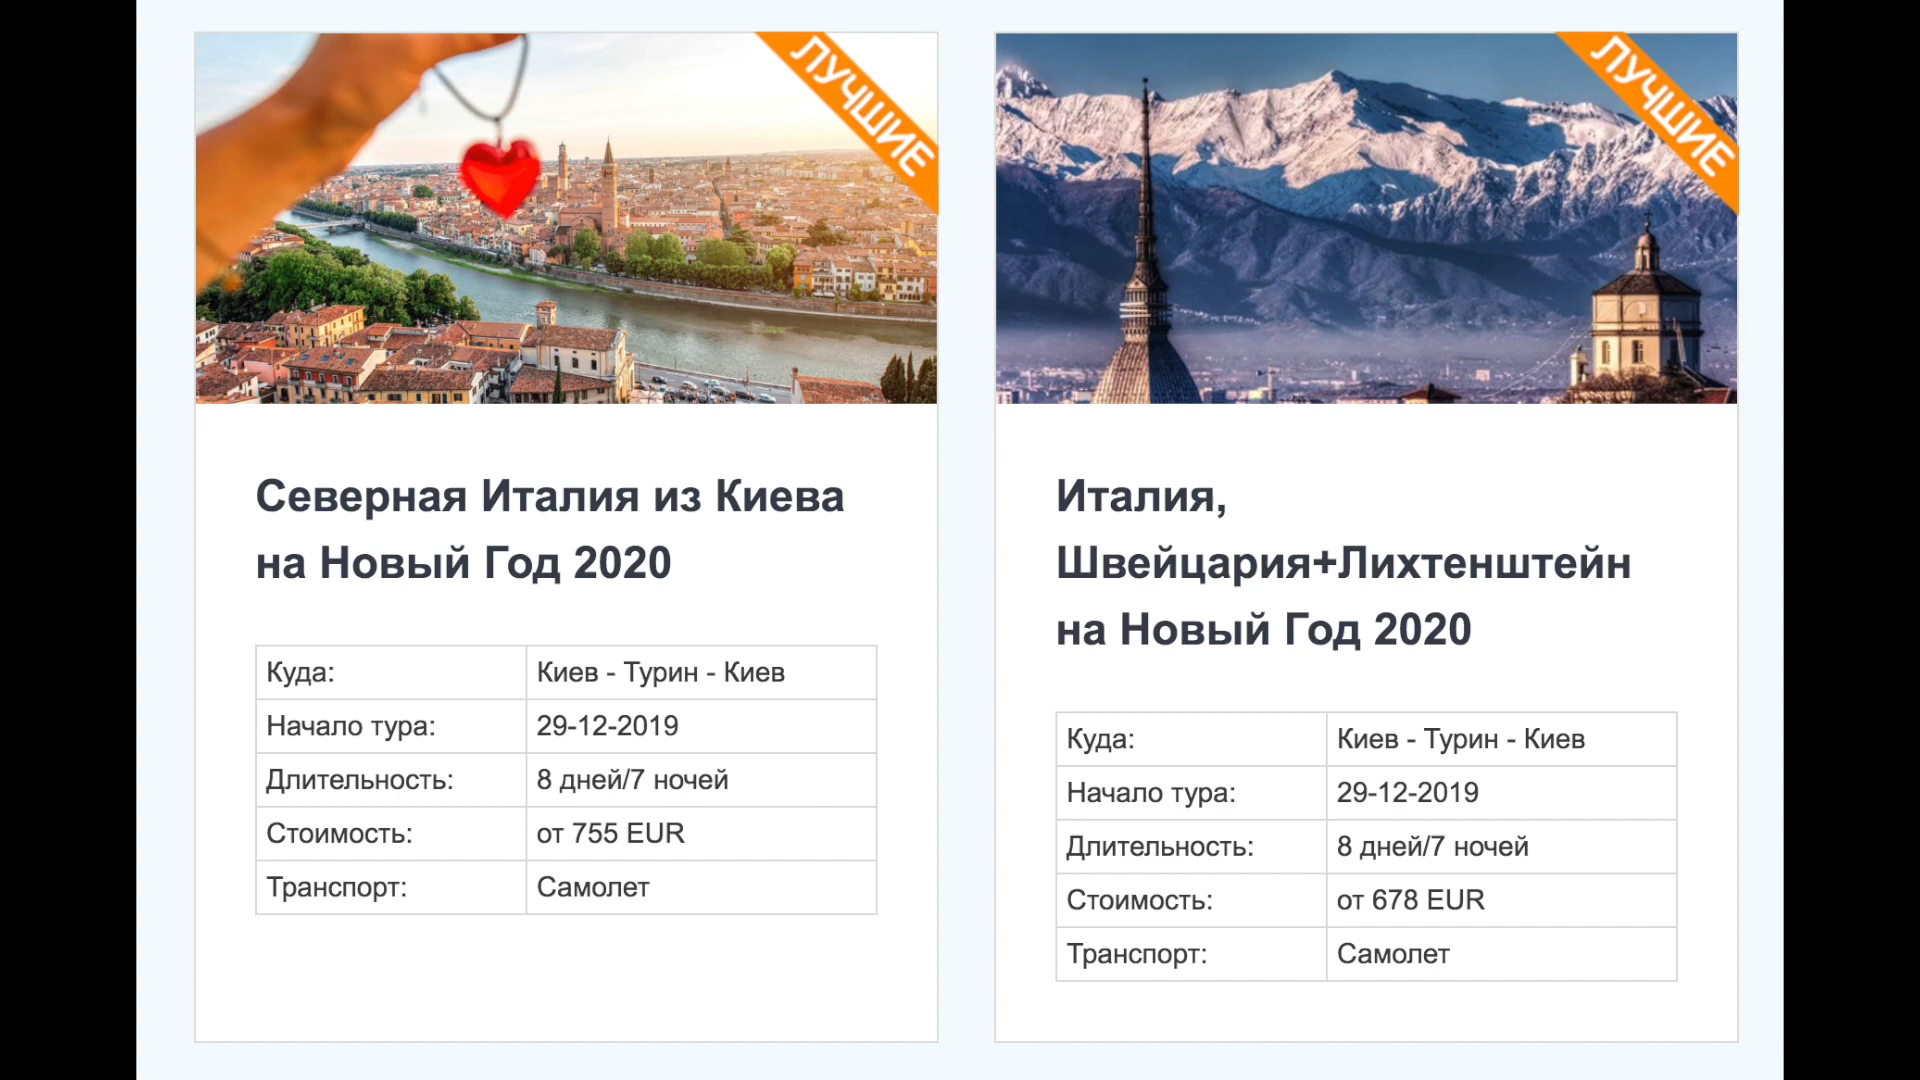 ЛУЧШИЕ
Северная Италия из Киева
на Новый Год 2020
Куда: Киев - Турин - Киев
Начало тура: 29-12-2019
Длительность: 8 дней/7 ночей
Стоимость: от 755 EUR
Транспорт: Самолет
ЛУЧШИЕ
Италия,
Швейцария+Лихтенштейн
на Новый Год 2020
Куда: Киев - Турин - Киев
Начало тура: 29-12-2019
Длительность: 8 дней/7 ночей
Стоимость: от 678 EUR
Транспорт: Самолет